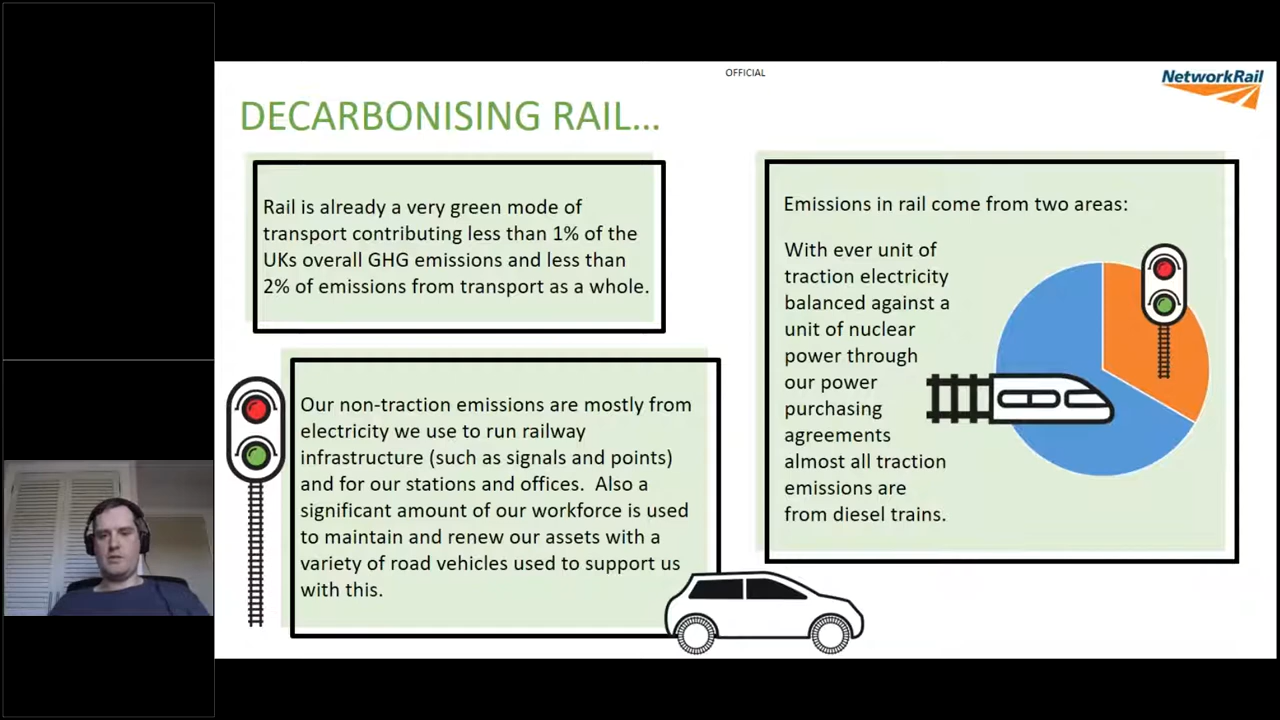 OFFICIAL
NetworkRail
DECARBONISING RAIL...
Rail is already a very green mode of
transport contributing less than 1% of the
UKs overall GHG emissions and less than
2% of emissions from transport as a whole.
Our non-traction emissions are mostly from
electricity we use to run railway
infrastructure (such as signals and points)
and for our stations and offices.  Also a
significant amount of our workforce is used
to maintain and renew our assets with a
variety of road vehicles used to support us
with this.
Emissions in rail come from two areas:
With ever unit of
traction electricity
balanced against a
unit of nuclear
power through
our power
purchasing
agreements
almost all traction
emissions are
from diesel trains.